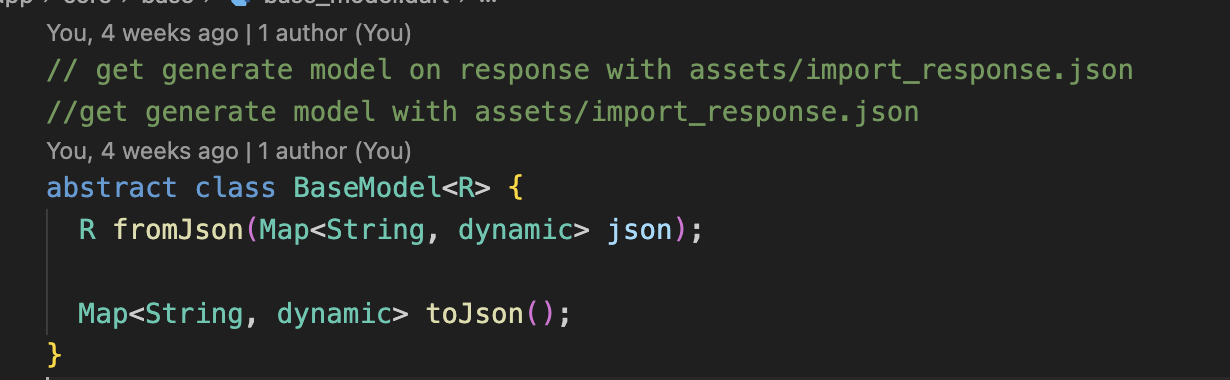 You, 4 weeks ago | 1 author (You)
// get generate model on response with assets/import_response.json
//get generate model with assets/import_response.json
You, 4 weeks ago | 1 author (You)
abstract class BaseModel<R> {
  R fromJson(Map<String, dynamic> json);
  Map<String, dynamic> toJson();
}